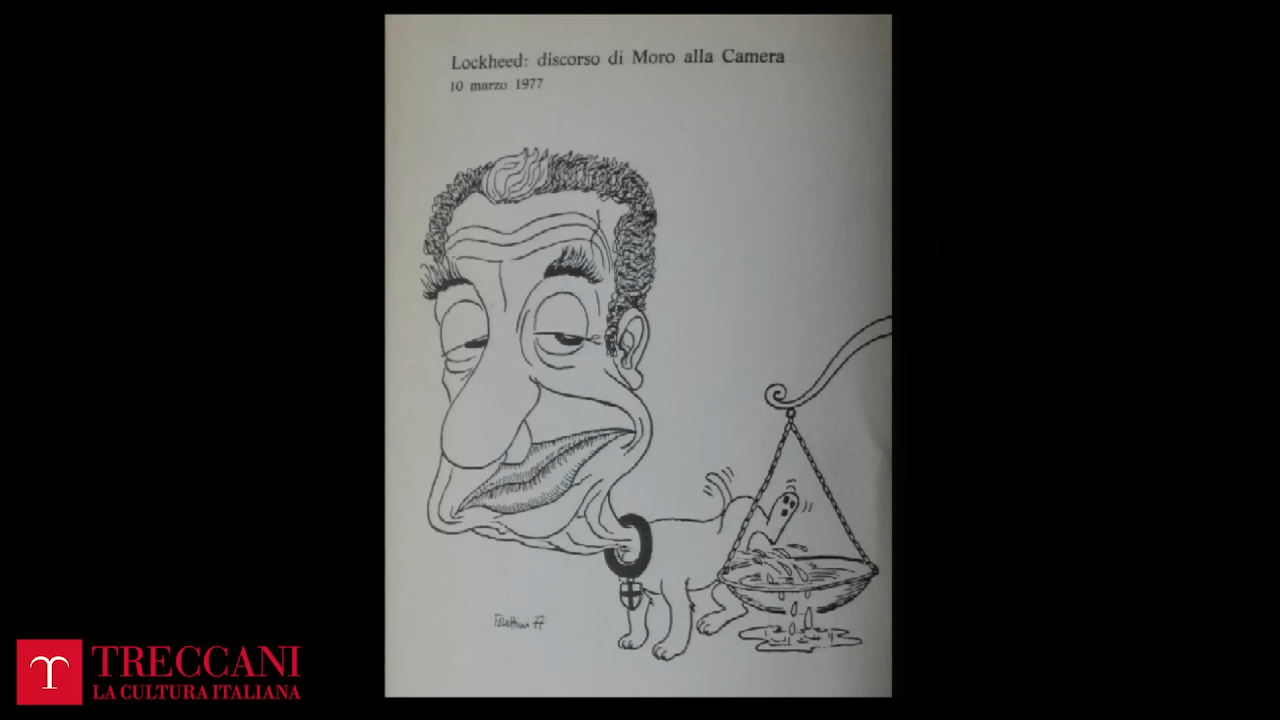 Lockheed: discorso di Moro alla Camera
10 marzo 1977
TRECCANI
LA CULTURA ITALIANA